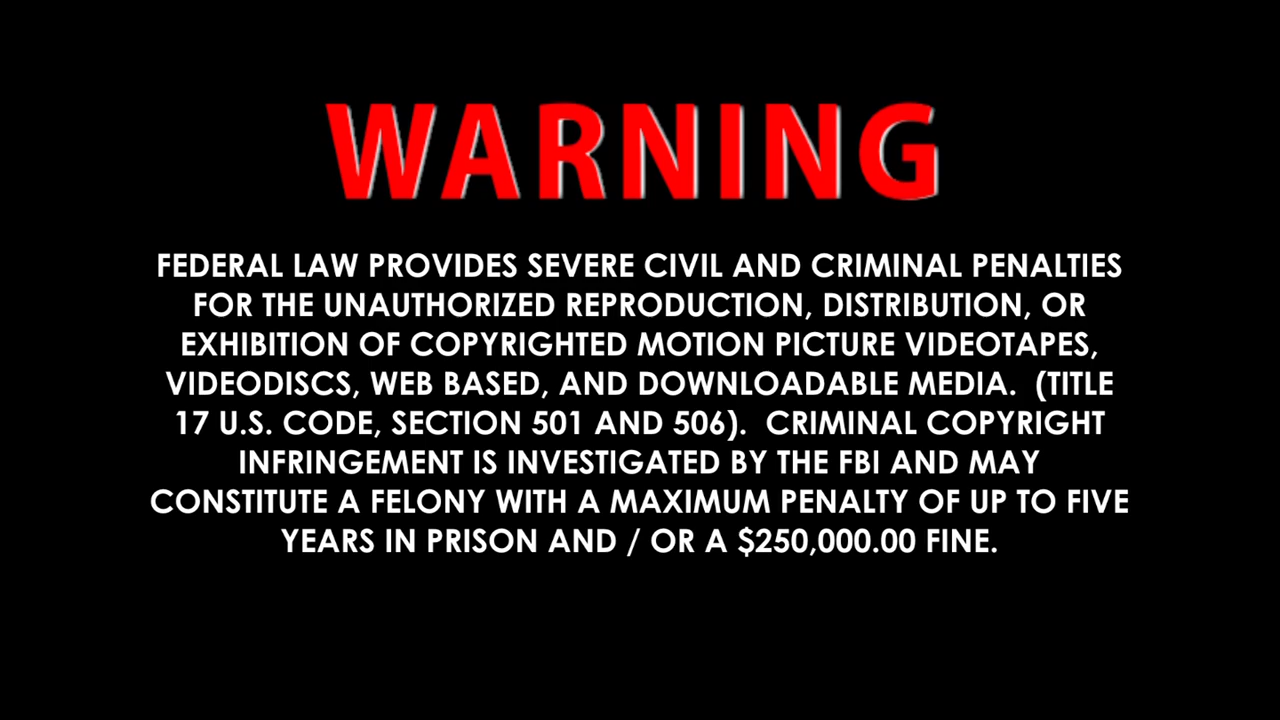 WARNING
FEDERAL LAW PROVIDES SEVERE CIVIL AND CRIMINAL PENALTIES
FOR THE UNAUTHORIZED REPRODUCTION, DISTRIBUTION, OR
EXHIBITION OF COPYRIGHTED MOTION PICTURE VIDEOTAPES,
VIDEODISCS, WEB BASED, AND DOWNLOADABLE MEDIA.  (TITLE
17 U.S. CODE, SECTION 501 AND 506).  CRIMINAL COPYRIGHT
INFRINGEMENT IS INVESTIGATED BY THE FBI AND MAY
CONSTITUTE A FELONY WITH A MAXIMUM PENALTY OF UP TO FIVE
YEARS IN PRISON AND / OR A $250,000.00 FINE.